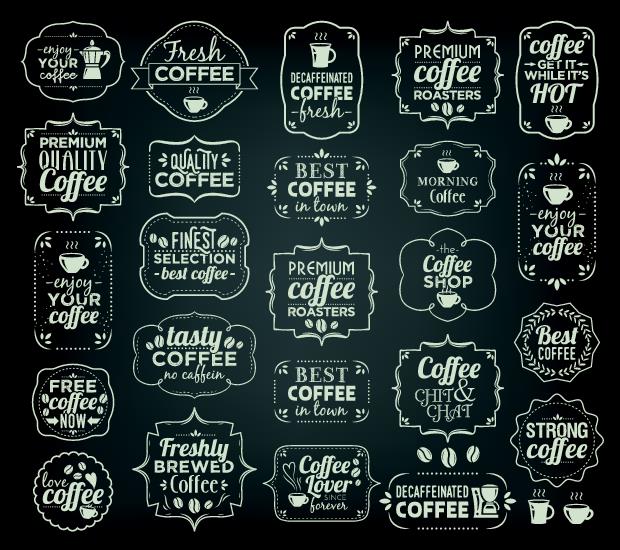 -enjoy-
YOUR
coffee
Fresh
COFFEE
DECAFFEINATED
COFFEE
-fresh-
PREMIUM
coffee
ROASTERS
coffee
GET IT
WHILE IT'S
HOT
PREMIUM
QUALITY
Coffee
QUALITY
COFFEE
BEST
COFFEE
in town
MORNING
Coffee
-enjoy-
YOUR
coffee
-enjoy-
YOUR
coffee
FINEST
SELECTION
-best coffee-
PREMIUM
coffee
ROASTERS
-the-
Coffee
SHOP
Best
COFFEE
tasty
COFFEE
no caffein
FREE
coffee
NOW
BEST
COFFEE
in town
Coffee
CHIT &
CHAT
STRONG
coffee
love
coffee
Freshly
BREWED
Coffee
Coffee
Lover
SINCE
forever
DECAFFEINATED
COFFEE